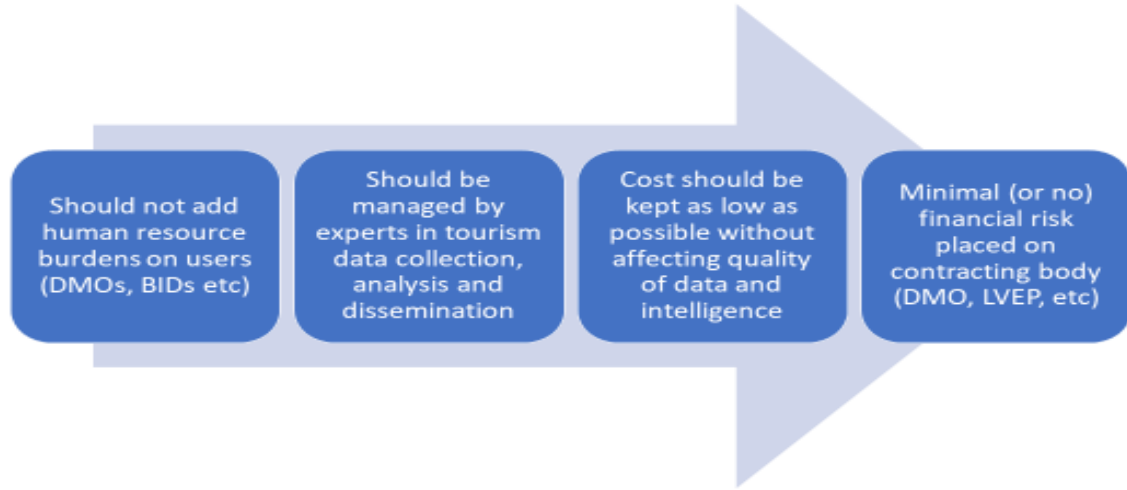 Should not add
human resource
burdens on users
(DMOs, BIDs etc)
Should be
managed by
experts in tourism
data collection,
analysis and
dissemination
Cost should be
kept as low as
possible without
affecting quality
of data and
intelligence
Minimal (or no)
financial risk
placed on
contracting body
(DMO, LVEP, etc)